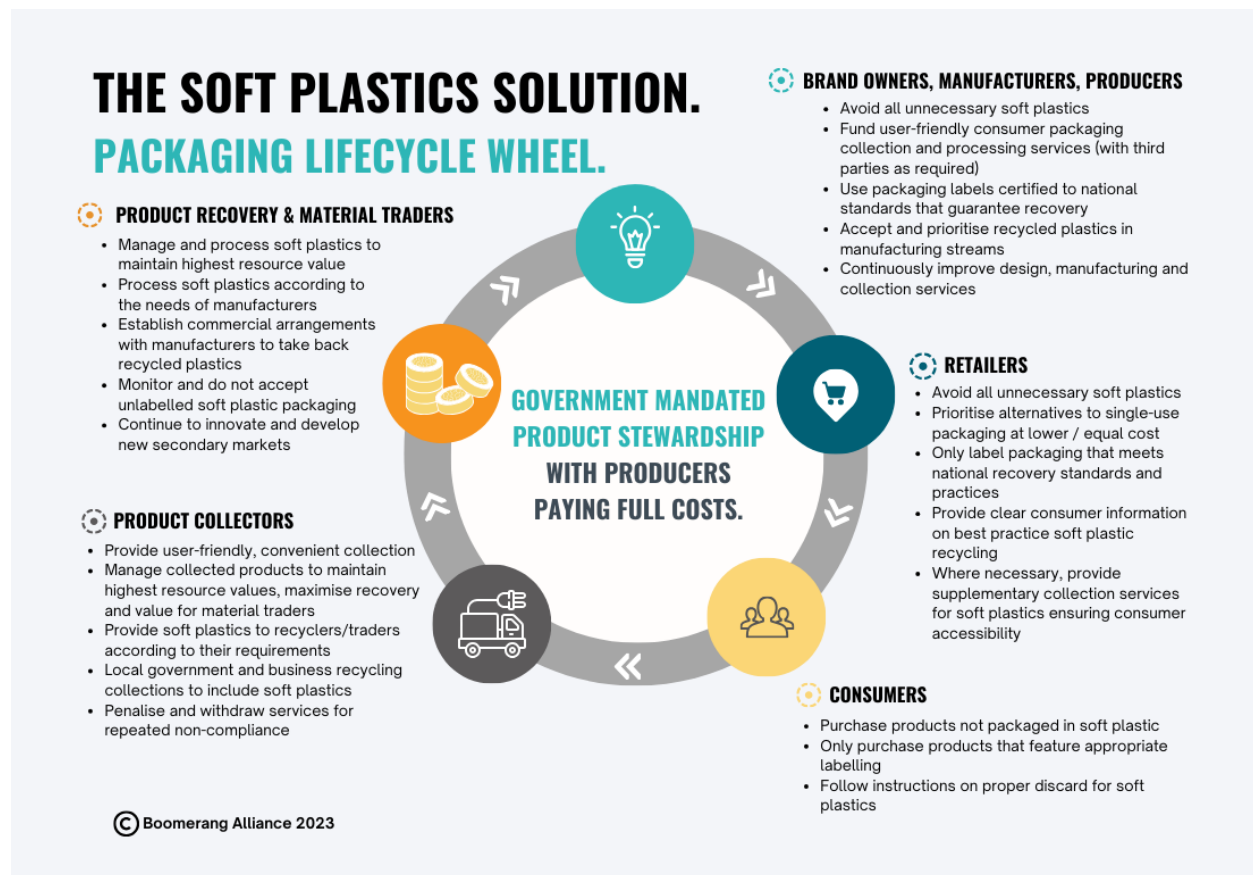 THE SOFT PLASTICS SOLUTION.
PACKAGING LIFECYCLE WHEEL.
BRAND OWNERS, MANUFACTURERS, PRODUCERS
• Avoid all unnecessary soft plastics
• Fund user-friendly consumer packaging
collection and processing services (with third
parties as required)
• Use packaging labels certified to national
standards that guarantee recovery
• Accept and prioritise recycled plastics in
manufacturing streams
• Continuously improve design, manufacturing and
collection services
RETAILERS
• Avoid all unnecessary soft plastics
• Prioritise alternatives to single-use
packaging at lower / equal cost
• Only label packaging that meets
national recovery standards and
practices
• Provide clear consumer information
on best practice soft plastic
recycling
• Where necessary, provide
supplementary collection services
for soft plastics ensuring consumer
accessibility
CONSUMERS
• Purchase products not packaged in soft plastic
• Only purchase products that feature appropriate
labelling
• Follow instructions on proper discard for soft
plastics
PRODUCT COLLECTORS
• Provide user-friendly, convenient collection
• Manage collected products to maintain
highest resource values, maximise recovery
and value for material traders
• Provide soft plastics to recyclers/traders
according to their requirements
• Local government and business recycling
collections to include soft plastics
• Penalise and withdraw services for
repeated non-compliance
PRODUCT RECOVERY & MATERIAL TRADERS
• Manage and process soft plastics to
maintain highest resource value
• Process soft plastics according to
the needs of manufacturers
• Establish commercial arrangements
with manufacturers to take back
recycled plastics
• Monitor and do not accept
unlabelled soft plastic packaging
• Continue to innovate and develop
new secondary markets
GOVERNMENT MANDATED
PRODUCT STEWARDSHIP
WITH PRODUCERS
PAYING FULL COSTS.
© Boomerang Alliance 2023